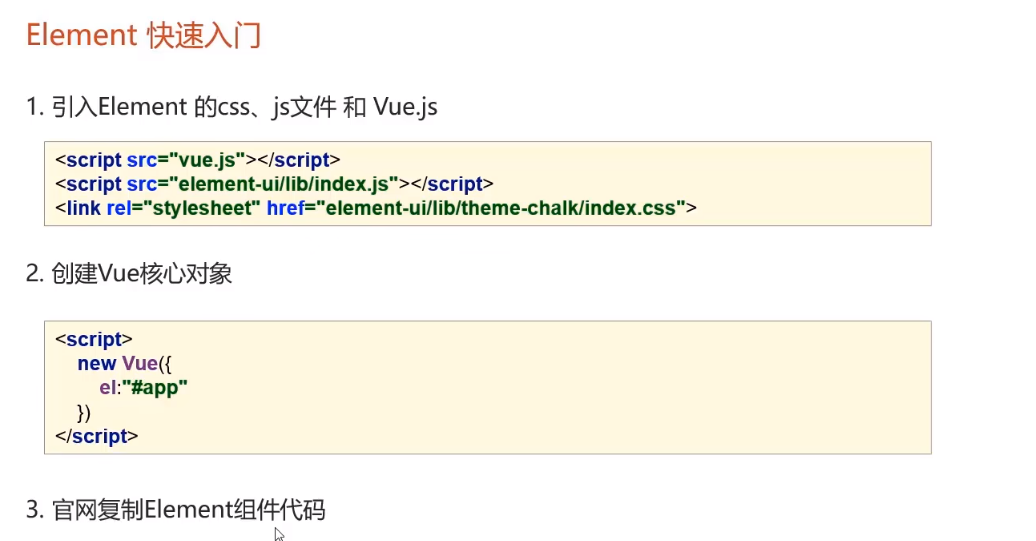 Element 快速入门
1. 引入Element 的css、js文件 和 Vue.js
<script src="vue.js"></script>
<script src="element-ui/lib/index.js"></script>
<link rel="stylesheet" href="element-ui/lib/theme-chalk/index.css">
2. 创建Vue核心对象
<script>
new Vue({
el:"#app"
})
</script>
3. 官网复制Element组件代码